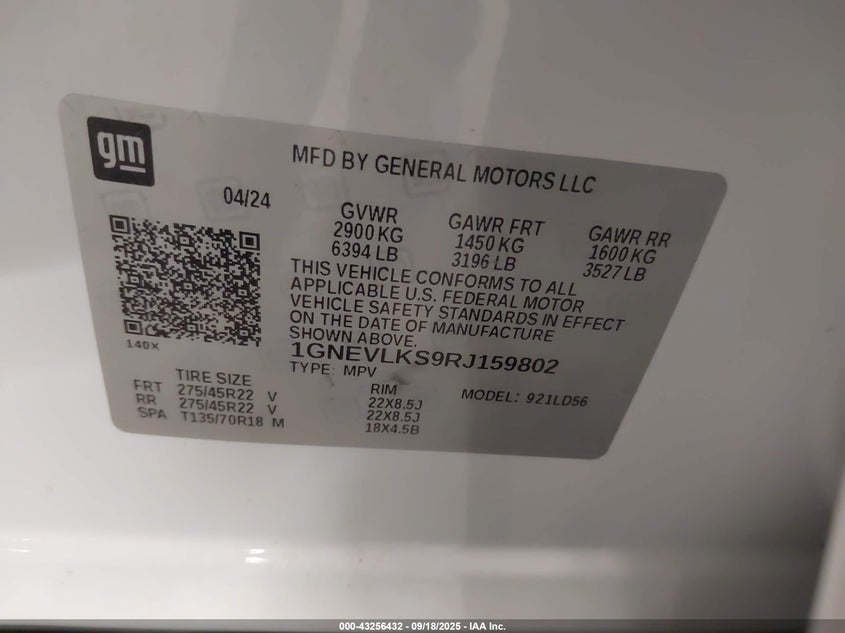 gm
MFD BY GENERAL MOTORS LLC
04/24
GVWR GAWR FRT GAWR RR
2900 KG 1450 KG 1600 KG
6394 LB 3196 LB 3527 LB
THIS VEHICLE CONFORMS TO ALL
APPLICABLE U.S. FEDERAL MOTOR
VEHICLE SAFETY STANDARDS IN EFFECT
ON THE DATE OF MANUFACTURE
SHOWN ABOVE.
140X
1GNEVLKS9RJ159802
TYPE: MPV
TIRE SIZE RIM MODEL: 921LD56
FRT 275/45R22 V 22X8.5J
RR 275/45R22 V 22X8.5J
SPA T135/70R18 M 18X4.5B
000-43256432 - 09/18/2025 - IAA Inc.